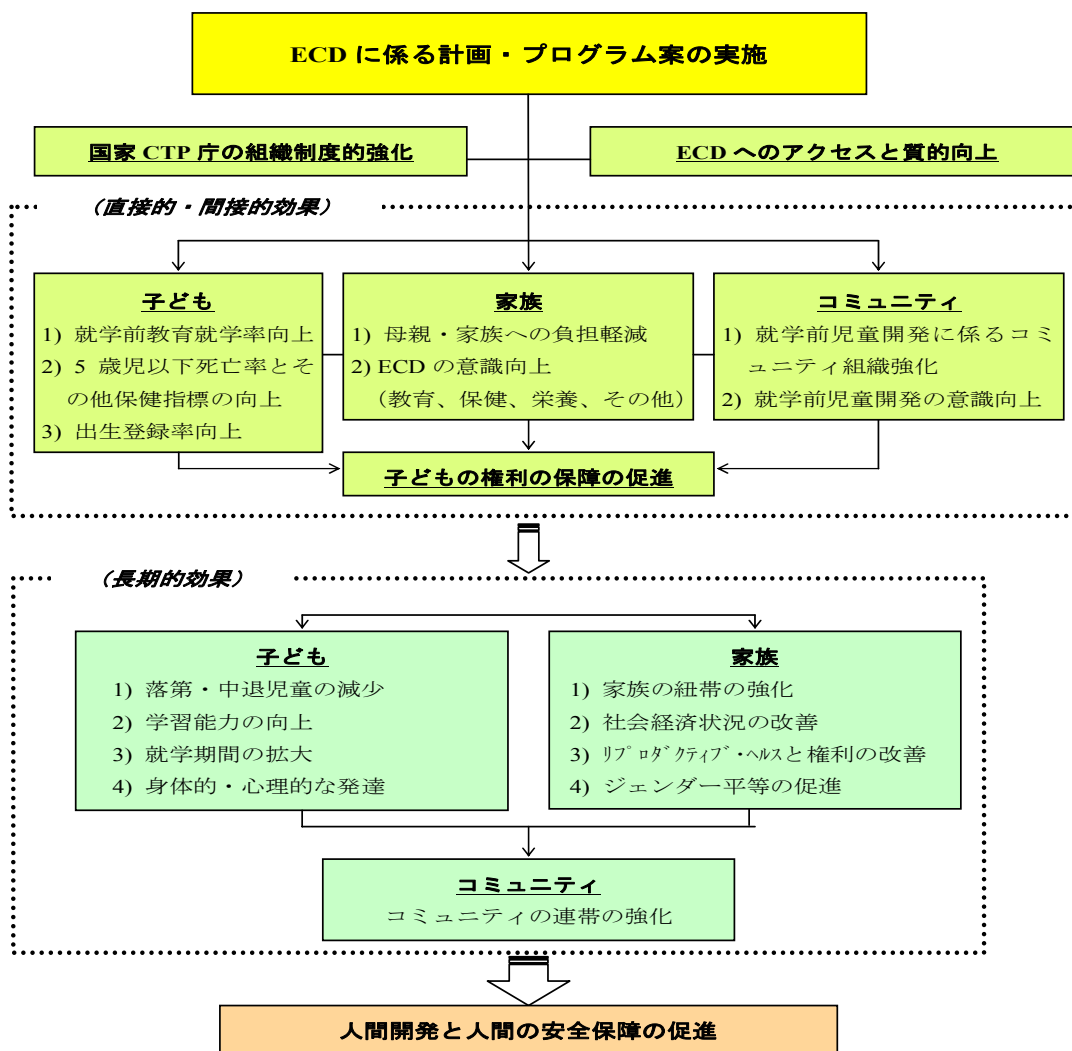 ECD に係る計画・プログラム案の実施
国家 CTP 庁の組織制度的強化
ECD へのアクセスと質的向上
（直接的・間接的効果）
子ども
1) 就学前教育就学率向上
2) 5 歳児以下死亡率とそ
の他保健指標の向上
3) 出生登録率向上
家族
1) 母親・家族への負担軽減
2) ECD の意識向上
（教育、保健、栄養、その他）
コミュニティ
1) 就学前児童開発に係るコミ
ュニティ組織強化
2) 就学前児童開発の意識向上
子どもの権利の保障の促進
（長期的効果）
子ども
1) 落第・中退児童の減少
2) 学習能力の向上
3) 就学期間の拡大
4) 身体的・心理的な発達
家族
1) 家族の紐帯の強化
2) 社会経済状況の改善
3) ﾘﾌﾟﾛﾀﾞｸﾃｨﾌﾞ・ﾍﾙｽと権利の改善
4) ジェンダー平等の促進
コミュニティ
コミュニティの連帯の強化
人間開発と人間の安全保障の促進